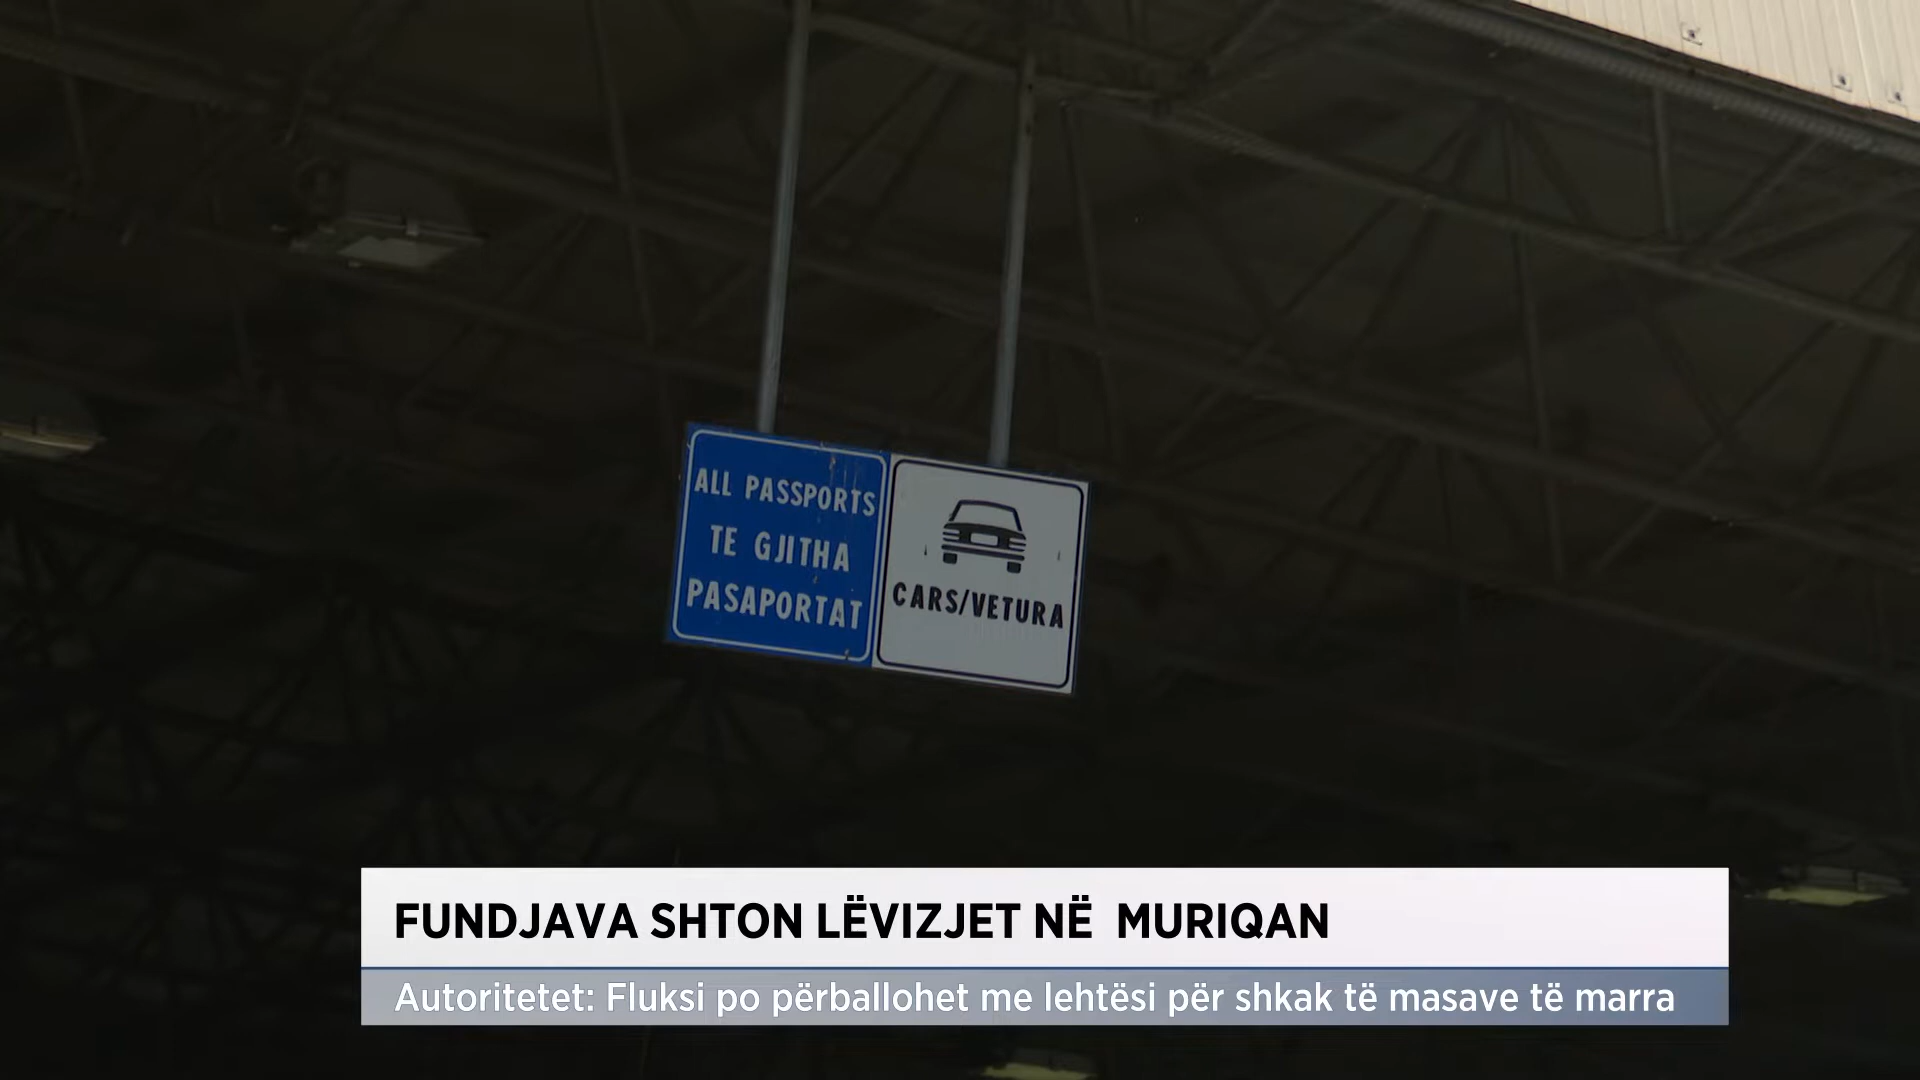 ALL PASSPORTS
TE GJITHA
PASAPORTAT
CARS/VETURA
FUNDJAVA SHTON LËVIZJET NË MURIQAN
Autoritetet: Fluksi po përballohet me lehtësi për shkak të masave të marra